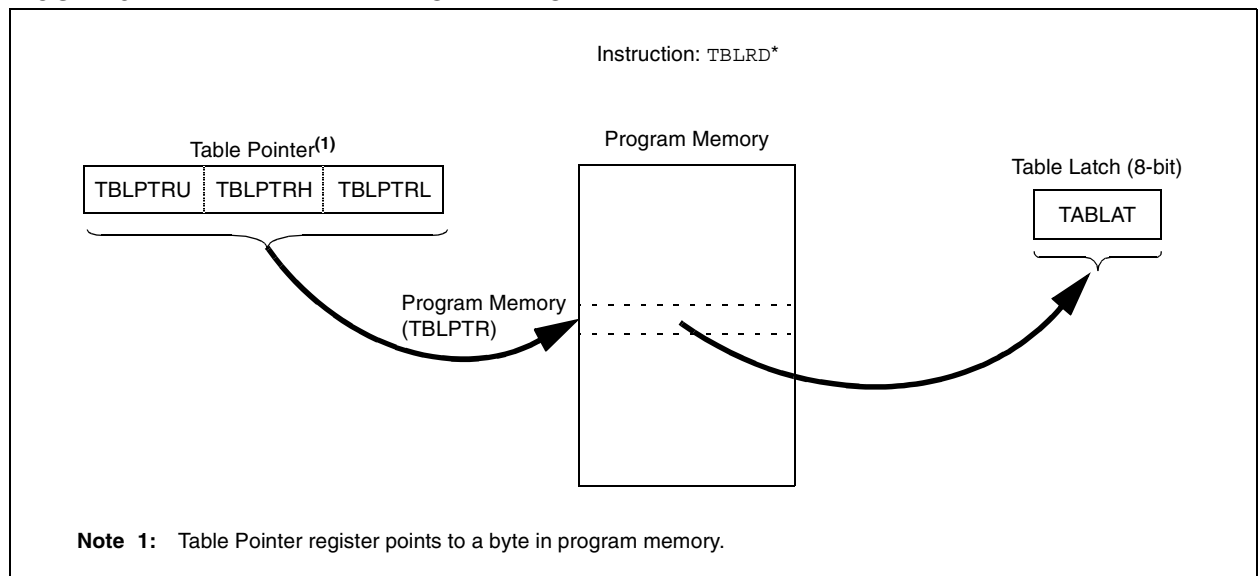 Instruction: TBLRD*
Table Pointer(1)
TBLPTRU TBLPTRH TBLPTRL
Program Memory
Table Latch (8-bit)
TABLAT
Program Memory
(TBLPTR)
Note 1: Table Pointer register points to a byte in program memory.